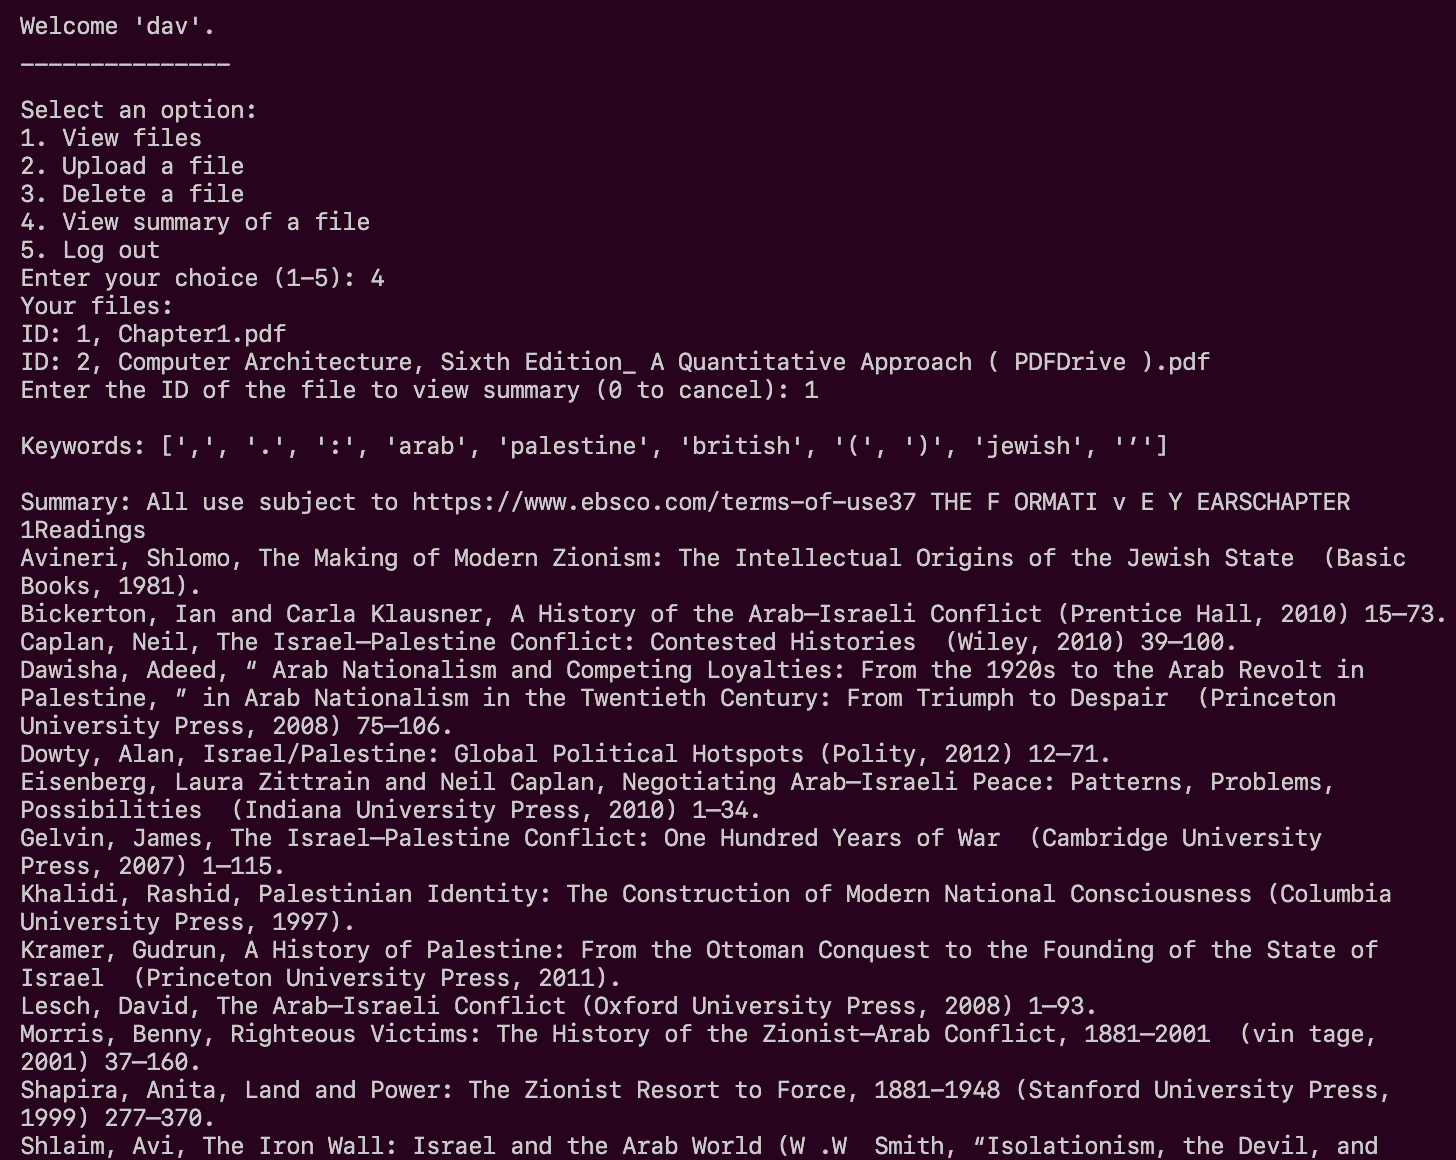 Welcome 'dav'.
_______________
Select an option:
1. View files
2. Upload a file
3. Delete a file
4. View summary of a file
5. Log out
Enter your choice (1-5): 4
Your files:
ID: 1, Chapter1.pdf
ID: 2, Computer Architecture, Sixth Edition_ A Quantitative Approach ( PDFDrive ).pdf
Enter the ID of the file to view summary (0 to cancel): 1
Keywords: [',', '.', ':', 'arab', 'palestine', 'british', '(', ')', 'jewish', '’']
Summary: All use subject to https://www.ebsco.com/terms-of-use37 THE F ORMATI v E Y EARSCHAPTER
1Readings
Avineri, Shlomo, The Making of Modern Zionism: The Intellectual Origins of the Jewish State  (Basic
Books, 1981).
Bickerton, Ian and Carla Klausner, A History of the Arab–Israeli Conflict (Prentice Hall, 2010) 15–73.
Caplan, Neil, The Israel–Palestine Conflict: Contested Histories  (Wiley, 2010) 39–100.
Dawisha, Adeed, “ Arab Nationalism and Competing Loyalties: From the 1920s to the Arab Revolt in
Palestine, ” in Arab Nationalism in the Twentieth Century: From Triumph to Despair  (Princeton
University Press, 2008) 75–106.
Dowty, Alan, Israel/Palestine: Global Political Hotspots (Polity, 2012) 12–71.
Eisenberg, Laura Zittrain and Neil Caplan, Negotiating Arab–Israeli Peace: Patterns, Problems,
Possibilities  (Indiana University Press, 2010) 1–34.
Gelvin, James, The Israel–Palestine Conflict: One Hundred Years of War  (Cambridge University
Press, 2007) 1–115.
Khalidi, Rashid, Palestinian Identity: The Construction of Modern National Consciousness (Columbia
University Press, 1997).
Kramer, Gudrun, A History of Palestine: From the Ottoman Conquest to the Founding of the State of
Israel  (Princeton University Press, 2011).
Lesch, David, The Arab–Israeli Conflict (Oxford University Press, 2008) 1–93.
Morris, Benny, Righteous Victims: The History of the Zionist–Arab Conflict, 1881–2001  (vin tage,
2001) 37–160.
Shapira, Anita, Land and Power: The Zionist Resort to Force, 1881–1948 (Stanford University Press,
1999) 277–370.
Shlaim, Avi, The Iron Wall: Israel and the Arab World (W .W  Smith, “Isolationism, the Devil, and